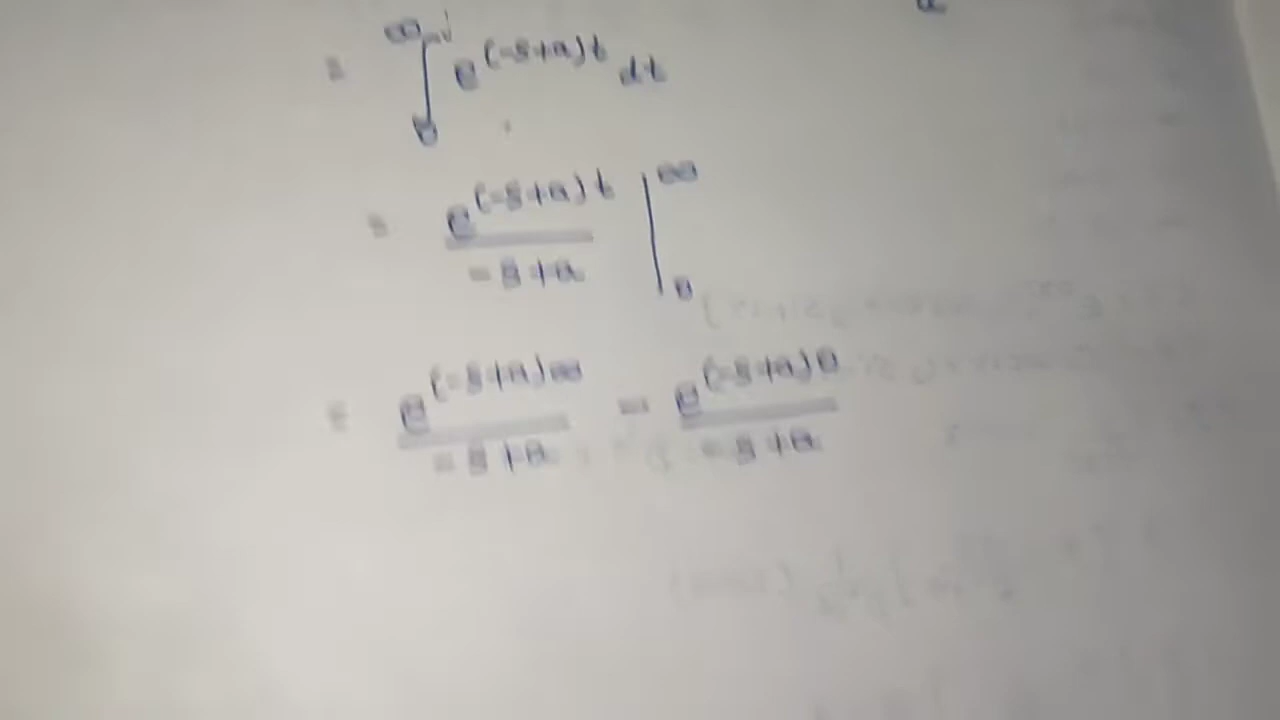 = ∫₀^∞ e^(-s+a)t dt
= e^(-s+a)t / -s+a |₀^∞
= e^(-s+a)∞ / -s+a - e^(-s+a)0 / -s+a